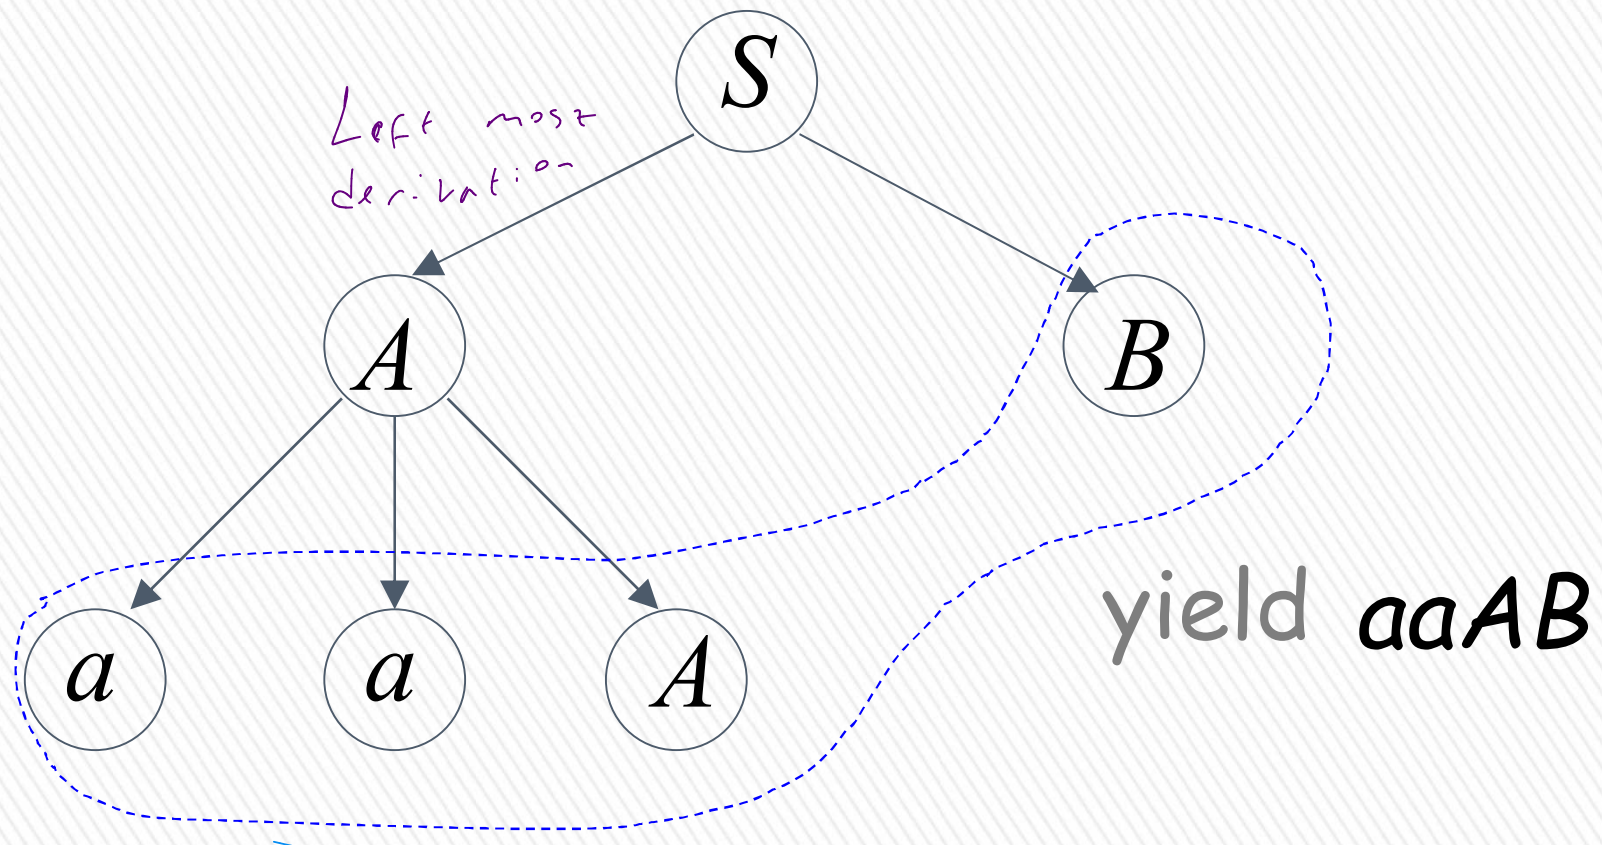 S
Left most
derivation
A
B
a a A
yield aaAB